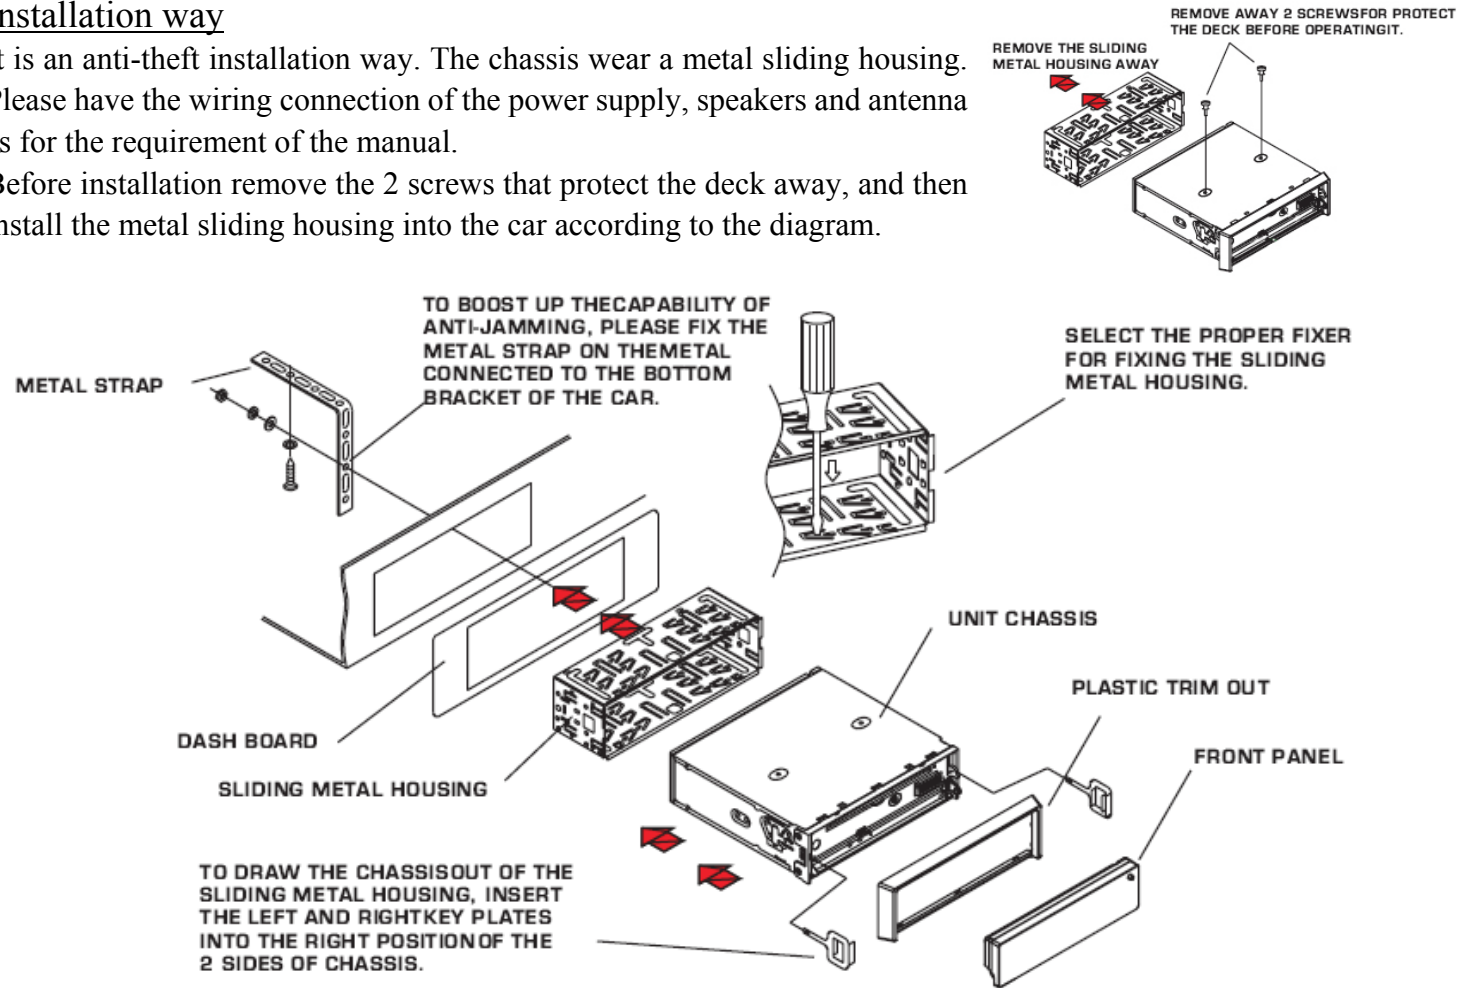 nstallation way
t is an anti-theft installation way. The chassis wear a metal sliding housing.
Please have the wiring connection of the power supply, speakers and antenna
s for the requirement of the manual.
Before installation remove the 2 screws that protect the deck away, and then
nstall the metal sliding housing into the car according to the diagram.
REMOVE AWAY 2 SCREWSFOR PROTECT
THE DECK BEFORE OPERATINGIT.
REMOVE THE SLIDING
METAL HOUSING AWAY
TO BOOST UP THECAPABILITY OF
ANTI-JAMMING, PLEASE FIX THE
METAL STRAP ON THEMETAL
CONNECTED TO THE BOTTOM
BRACKET OF THE CAR.
METAL STRAP
SELECT THE PROPER FIXER
FOR FIXING THE SLIDING
METAL HOUSING.
UNIT CHASSIS
PLASTIC TRIM OUT
FRONT PANEL
DASH BOARD
SLIDING METAL HOUSING
TO DRAW THE CHASSISOUT OF THE
SLIDING METAL HOUSING, INSERT
THE LEFT AND RIGHTKEY PLATES
INTO THE RIGHT POSITIONOF THE
2 SIDES OF CHASSIS.